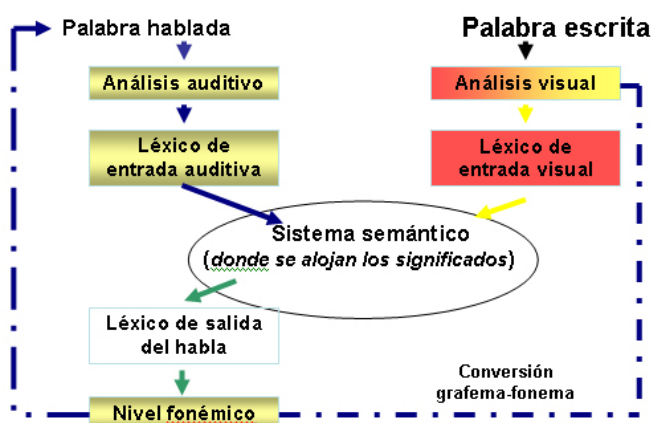 Palabra hablada
Palabra escrita
Análisis auditivo
Análisis visual
Léxico de
entrada auditiva
Léxico de
entrada visual
Sistema semántico
(donde se alojan los significados)
Léxico de salida
del habla
Conversión
grafema-fonema
Nivel fonémico